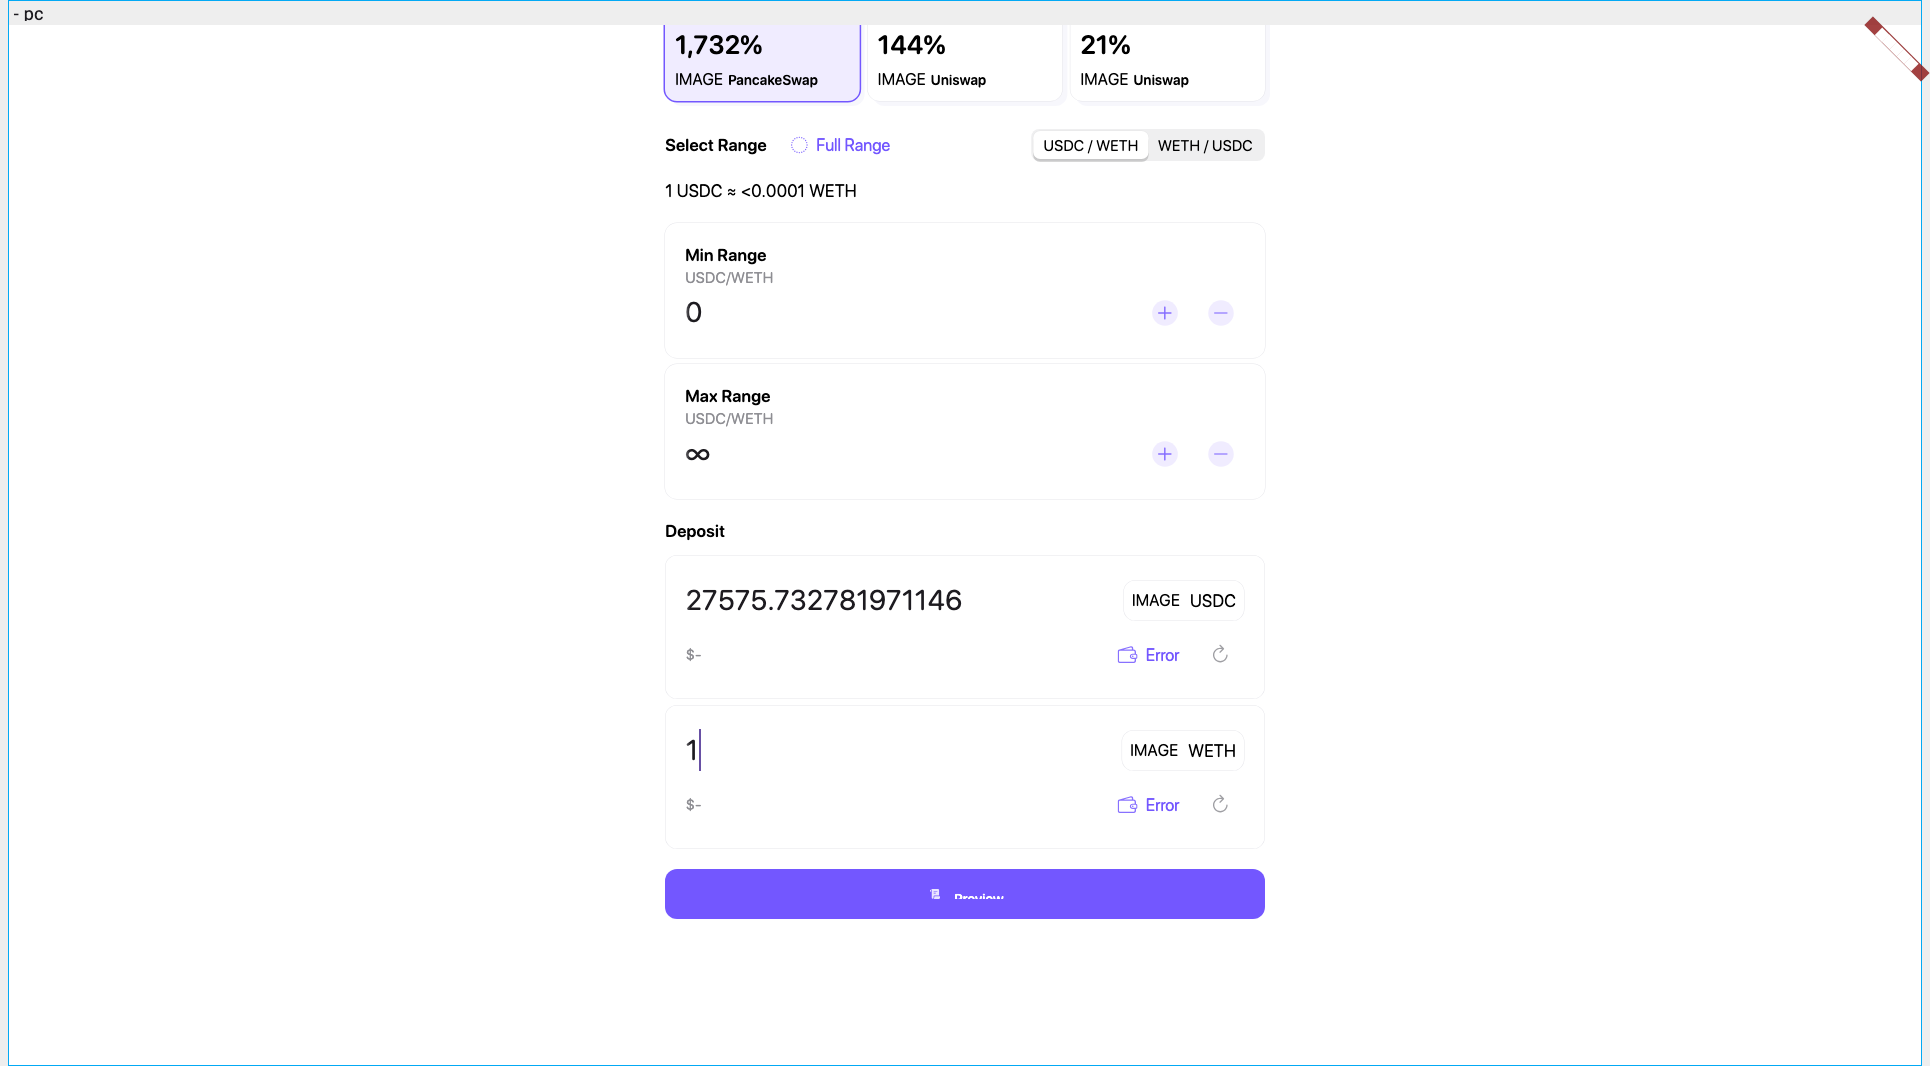 - pc
1,732% 144% 21%
IMAGE PancakeSwap IMAGE Uniswap IMAGE Uniswap
Select Range Full Range USDC / WETH WETH / USDC
1 USDC ≈ <0.0001 WETH
Min Range
USDC/WETH
0
Max Range
USDC/WETH
∞
Deposit
27575.732781971146 IMAGE USDC
$- Error
1 IMAGE WETH
$- Error
Preview